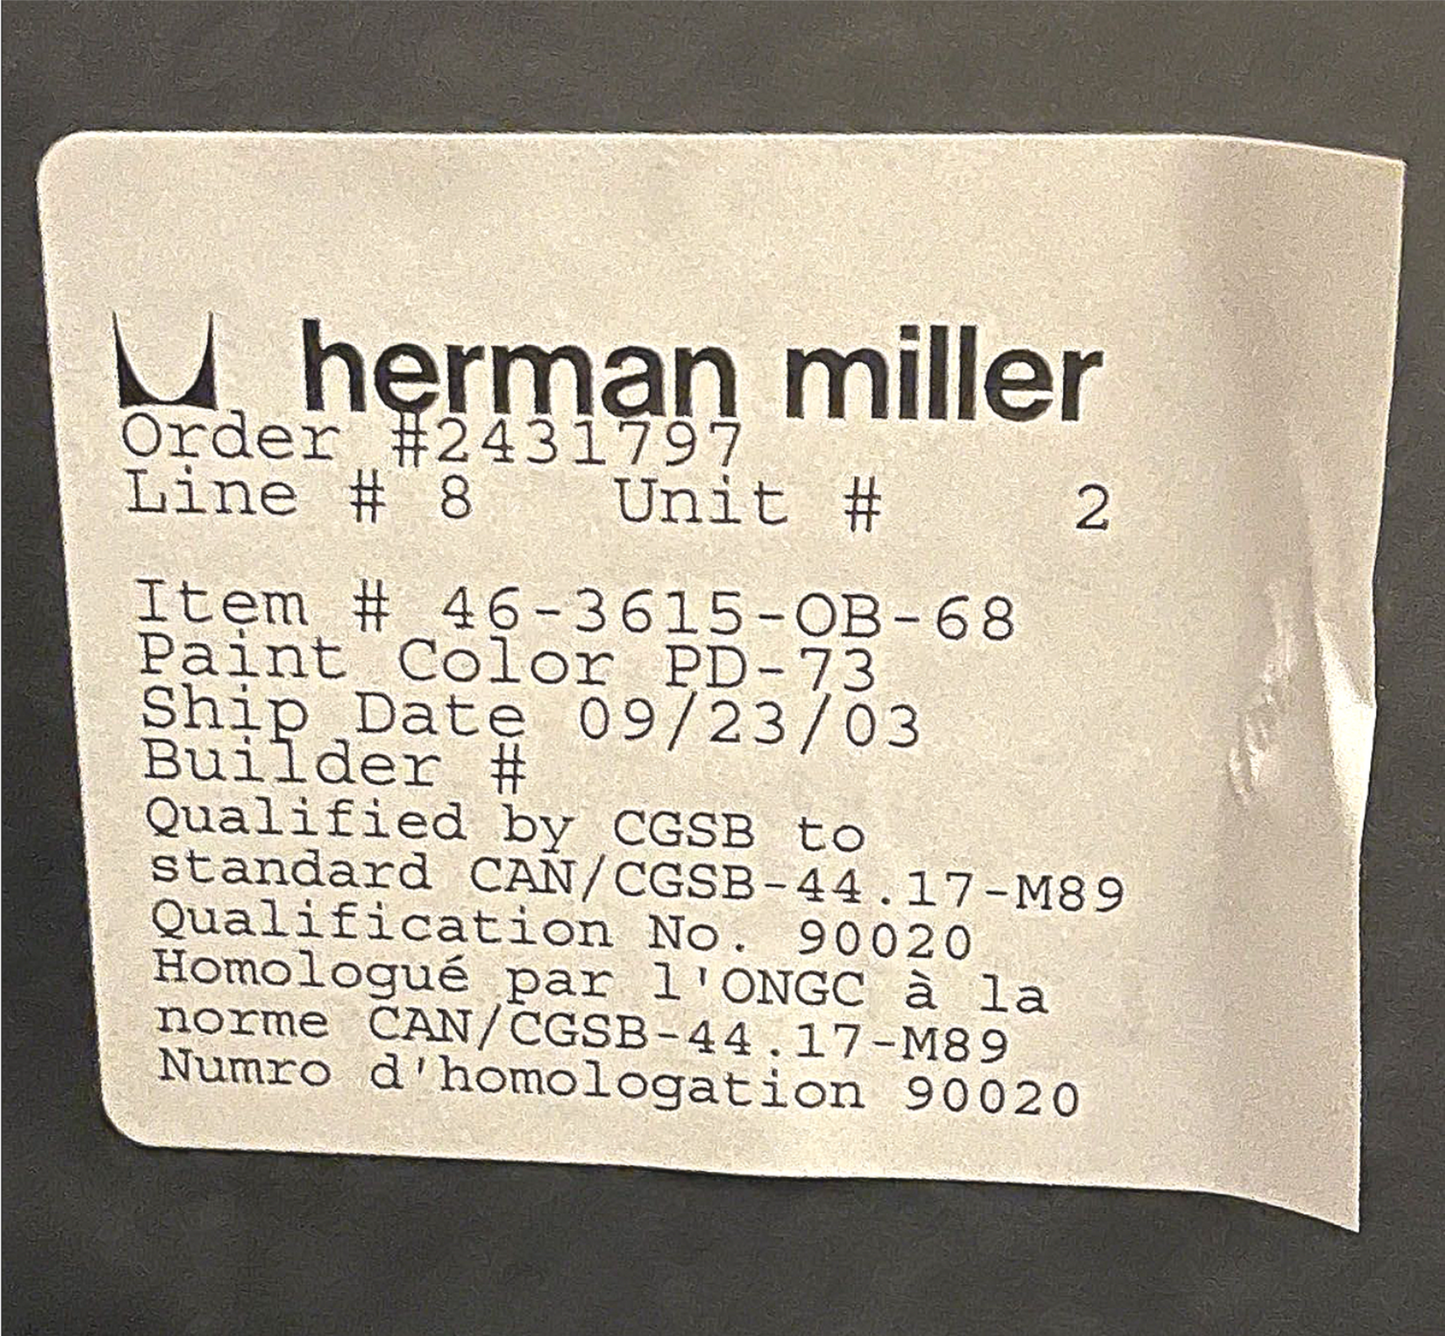 herman miller
Order #2431797
Line # 8 Unit # 2
Item # 46-3615-OB-68
Paint Color PD-73
Ship Date 09/23/03
Builder #
Qualified by CGSB to
standard CAN/CGSB-44.17-M89
Qualification No. 90020
Homologué par l'ONGC à la
norme CAN/CGSB-44.17-M89
Numro d'homologation 90020